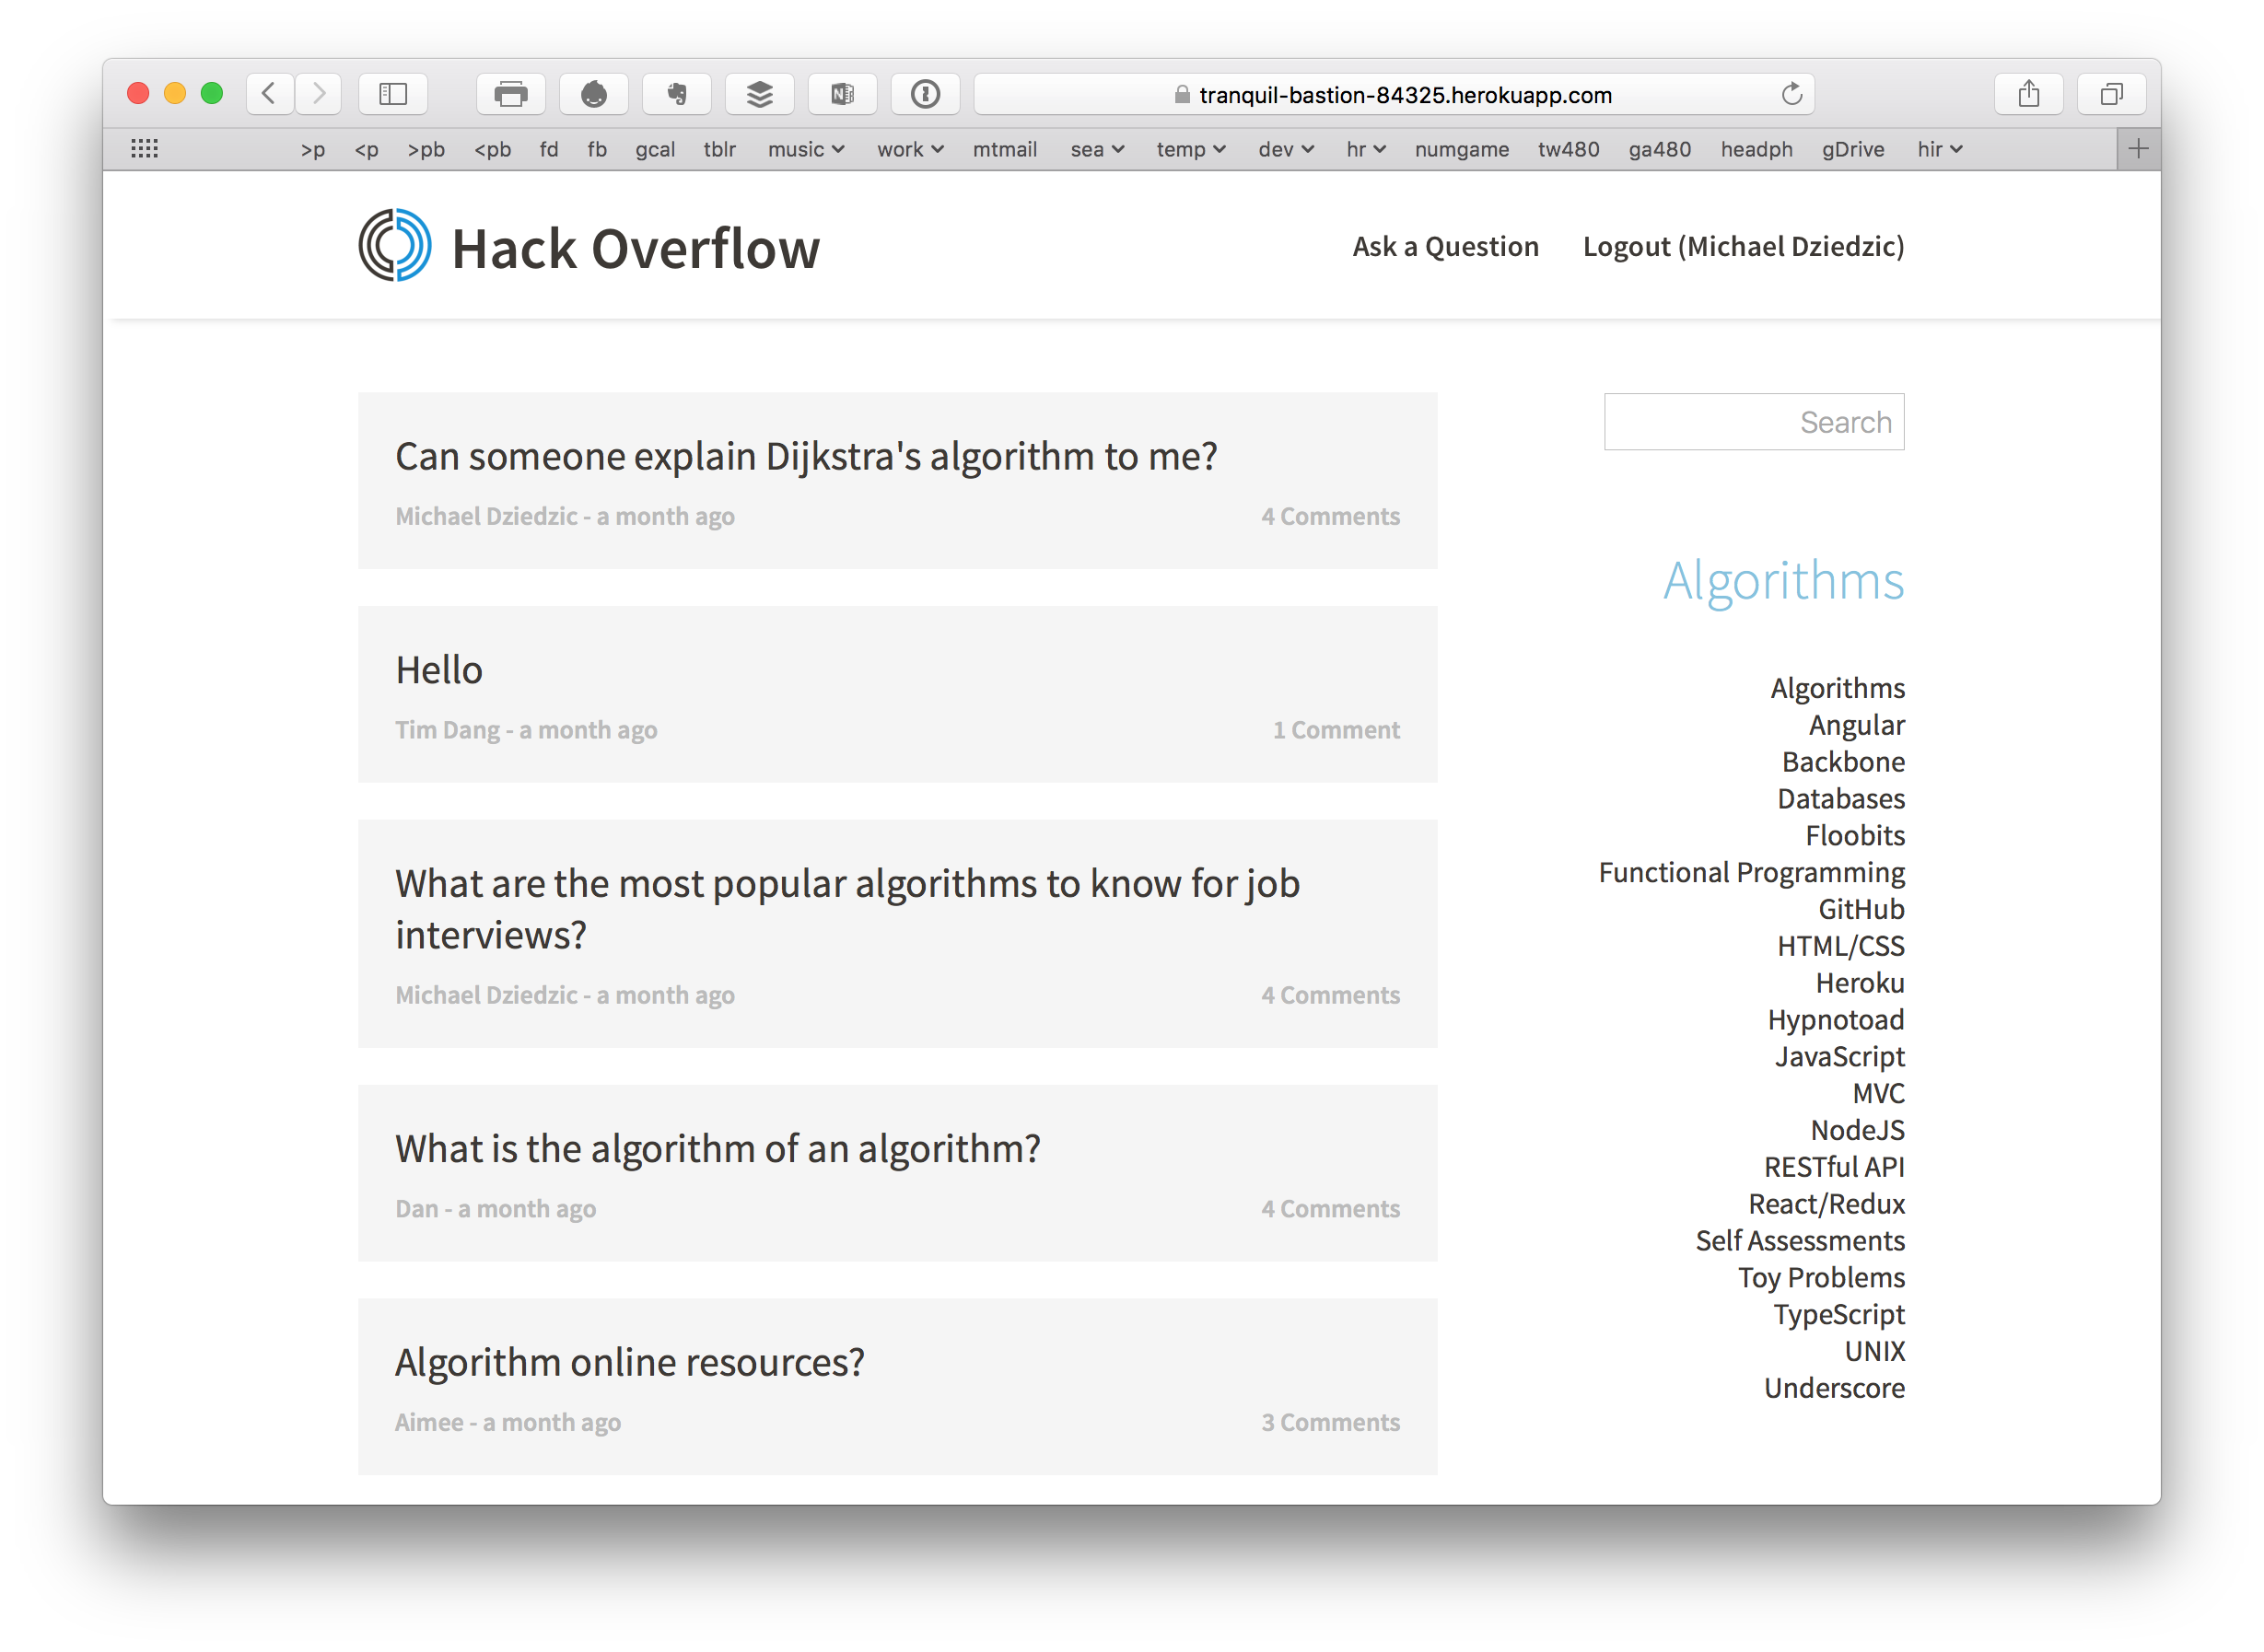 tranquil-bastion-84325.herokuapp.com
>p <p >pb <pb fd fb gcal tblr music work mtmail sea temp dev hr numgame tw480 ga480 headph gDrive hir
Hack Overflow
Ask a Question Logout (Michael Dziedzic)
Can someone explain Dijkstra's algorithm to me?
Michael Dziedzic - a month ago 4 Comments
Hello
Tim Dang - a month ago 1 Comment
What are the most popular algorithms to know for job
interviews?
Michael Dziedzic - a month ago 4 Comments
What is the algorithm of an algorithm?
Dan - a month ago 4 Comments
Algorithm online resources?
Aimee - a month ago 3 Comments
Search
Algorithms
Algorithms
Angular
Backbone
Databases
Floobits
Functional Programming
GitHub
HTML/CSS
Heroku
Hypnotoad
JavaScript
MVC
NodeJS
RESTful API
React/Redux
Self Assessments
Toy Problems
TypeScript
UNIX
Underscore